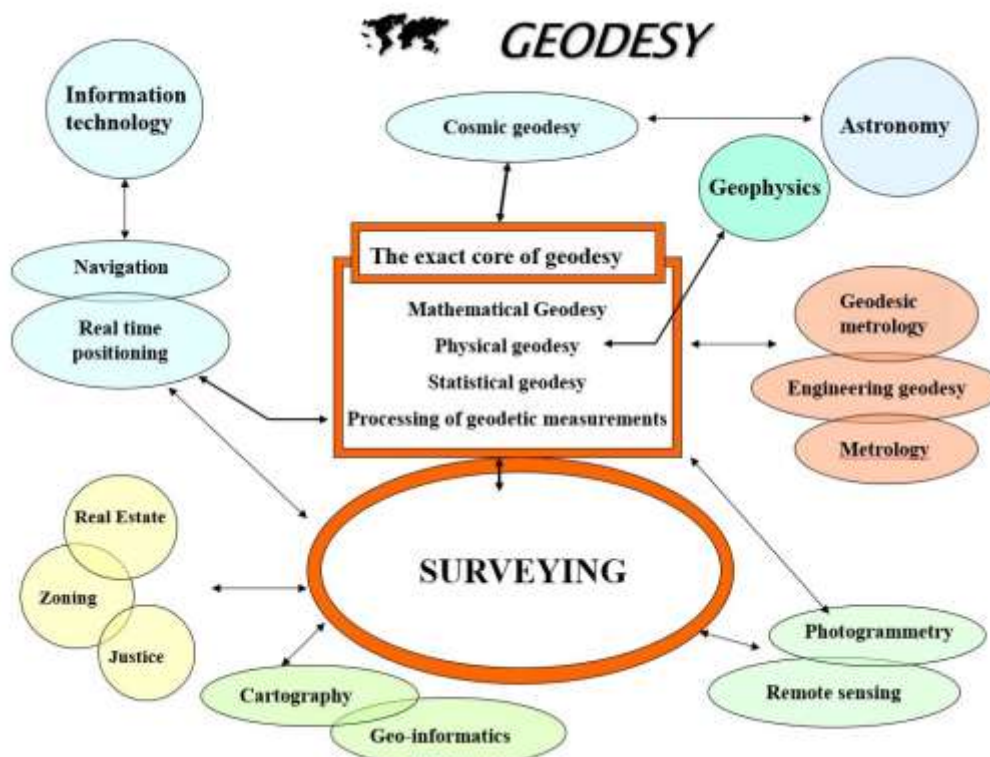 GEODESY
Information
technology
Cosmic geodesy
Astronomy
Geophysics
The exact core of geodesy
Navigation
Real time
positioning
Mathematical Geodesy
Physical geodesy
Statistical geodesy
Processing of geodetic measurements
Geodesic
metrology
Engineering geodesy
Metrology
SURVEYING
Real Estate
Zoning
Justice
Cartography
Geo-informatics
Photogrammetry
Remote sensing